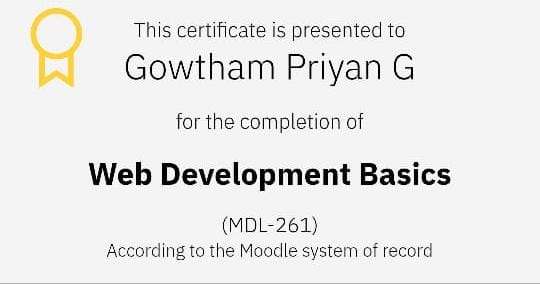 This certificate is presented to
Gowtham Priyan G
for the completion of
Web Development Basics
(MDL-261)
According to the Moodle system of record